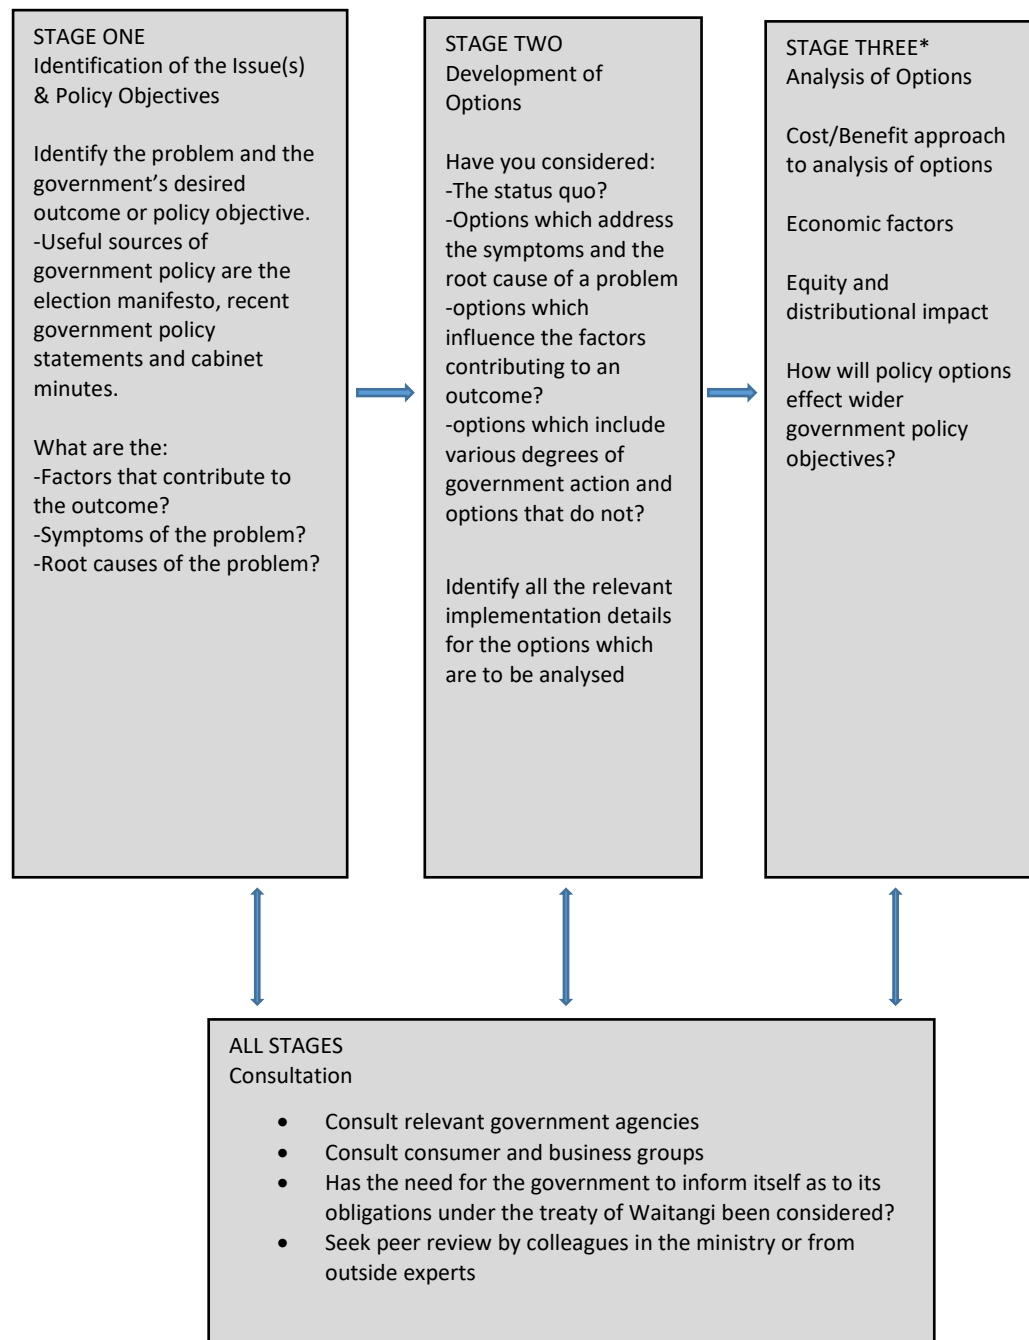 STAGE ONE
Identification of the Issue(s)
& Policy Objectives
Identify the problem and the
government’s desired
outcome or policy objective.
-Useful sources of
government policy are the
election manifesto, recent
government policy
statements and cabinet
minutes.
What are the:
-Factors that contribute to
the outcome?
-Symptoms of the problem?
-Root causes of the problem?
STAGE TWO
Development of
Options
Have you considered:
-The status quo?
-Options which address
the symptoms and the
root cause of a problem
-options which
influence the factors
contributing to an
outcome?
-options which include
various degrees of
government action and
options that do not?
Identify all the relevant
implementation details
for the options which
are to be analysed
STAGE THREE*
Analysis of Options
Cost/Benefit approach
to analysis of options
Economic factors
Equity and
distributional impact
How will policy options
effect wider
government policy
objectives?
ALL STAGES
Consultation
• Consult relevant government agencies
• Consult consumer and business groups
• Has the need for the government to inform itself as to its
obligations under the treaty of Waitangi been considered?
• Seek peer review by colleagues in the ministry or from
outside experts